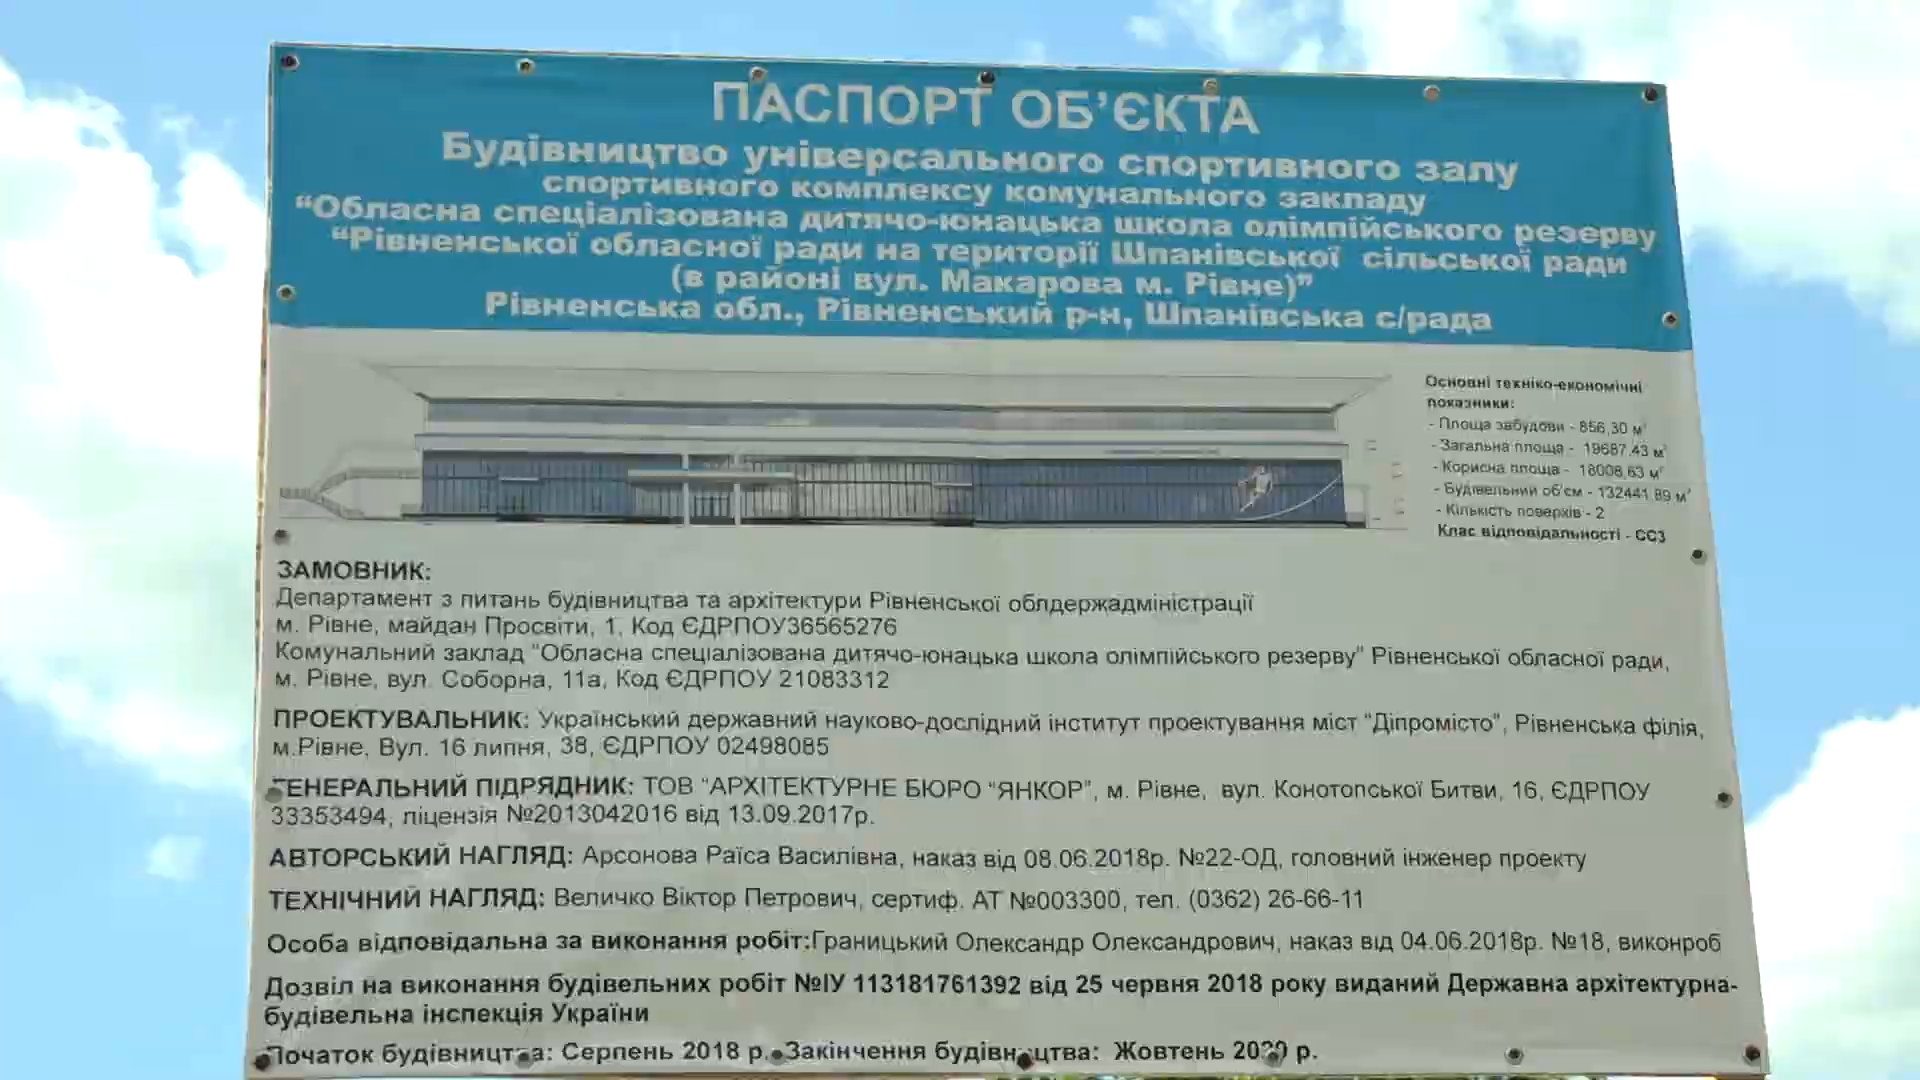 ПАСПОРТ ОБ’ЄКТА
Будівництво універсального спортивного залу
спортивного комплексу комунального закладу
“Обласна спеціалізована дитячо-юнацька школа олімпійського резерву
“Рівненської обласної ради на території Шпанівської сільської ради
(в районі вул. Макарова м. Рівне)”
Рівненська обл., Рівненський р-н, Шпанівська с/рада
Основні техніко-економічні
показники:
- Площа забудови - 856,30 м²
- Загальна площа - 19687,43 м²
- Корисна площа - 18008,63 м²
- Будівельний об'єм - 132441,89 м³
- Кількість поверхів - 2
Клас відповідальності - СС3
ЗАМОВНИК:
Департамент з питань будівництва та архітектури Рівненської облдержадміністрації
м. Рівне, майдан Просвіти, 1, Код ЄДРПОУ36565276
Комунальний заклад “Обласна спеціалізована дитячо-юнацька школа олімпійського резерву” Рівненської обласної ради,
м. Рівне, вул. Соборна, 11а, Код ЄДРПОУ 21083312
ПРОЕКТУВАЛЬНИК: Український державний науково-дослідний інститут проектування міст “Діпромісто”, Рівненська філія,
м.Рівне, Вул. 16 липня, 38, ЄДРПОУ 02498085
ГЕНЕРАЛЬНИЙ ПІДРЯДНИК: ТОВ “АРХІТЕКТУРНЕ БЮРО “ЯНКОР”, м. Рівне, вул. Конотопської Битви, 16, ЄДРПОУ
33353494, ліцензія №2013042016 від 13.09.2017р.
АВТОРСЬКИЙ НАГЛЯД: Арсонова Раїса Василівна, наказ від 08.06.2018р. №22-ОД, головний інженер проекту
ТЕХНІЧНИЙ НАГЛЯД: Величко Віктор Петрович, сертиф. АТ №003300, тел. (0362) 26-66-11
Особа відповідальна за виконання робіт:Границький Олександр Олександрович, наказ від 04.06.2018р. №18, виконроб
Дозвіл на виконання будівельних робіт №ІУ 113181761392 від 25 червня 2018 року виданий Державна архітектурна-
будівельна інспекція України
Початок будівництва: Серпень 2018 р. Закінчення будівництва: Жовтень 2020 р.